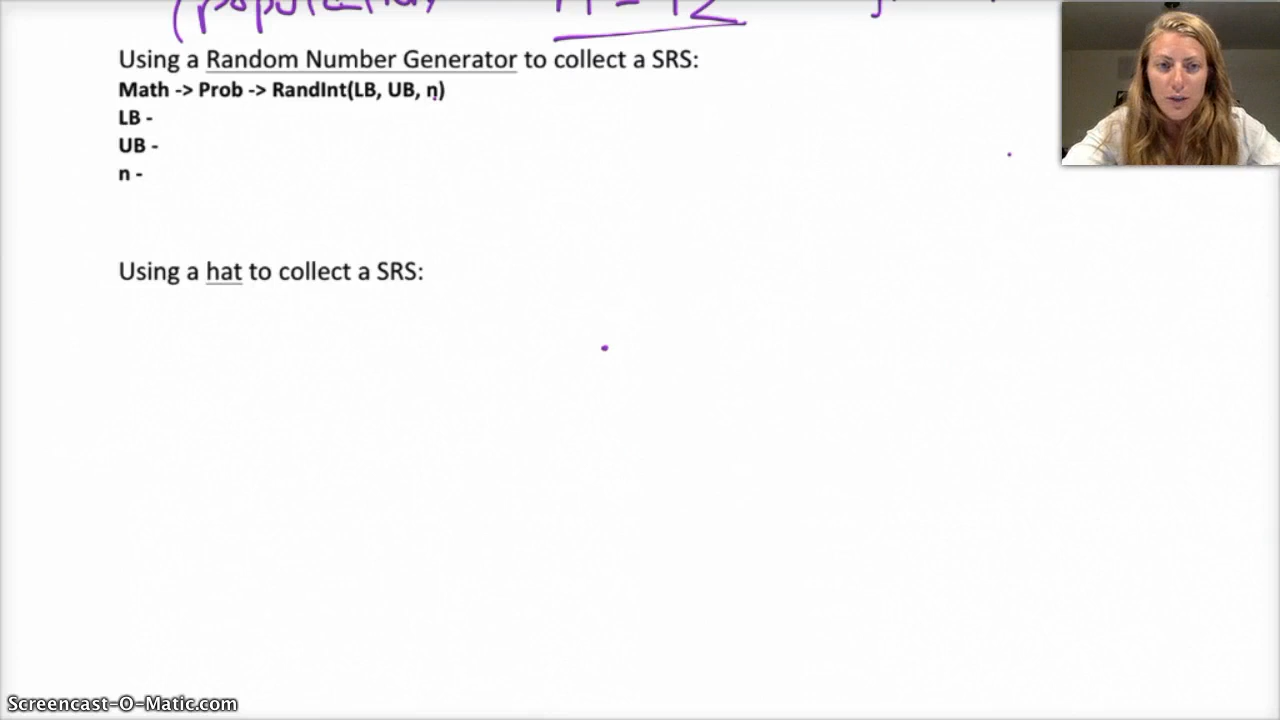 (population)
Using a Random Number Generator to collect a SRS:
Math -> Prob -> RandInt(LB, UB, n)
LB -
UB -
n -
Using a hat to collect a SRS:
Screencast-O-Matic.com